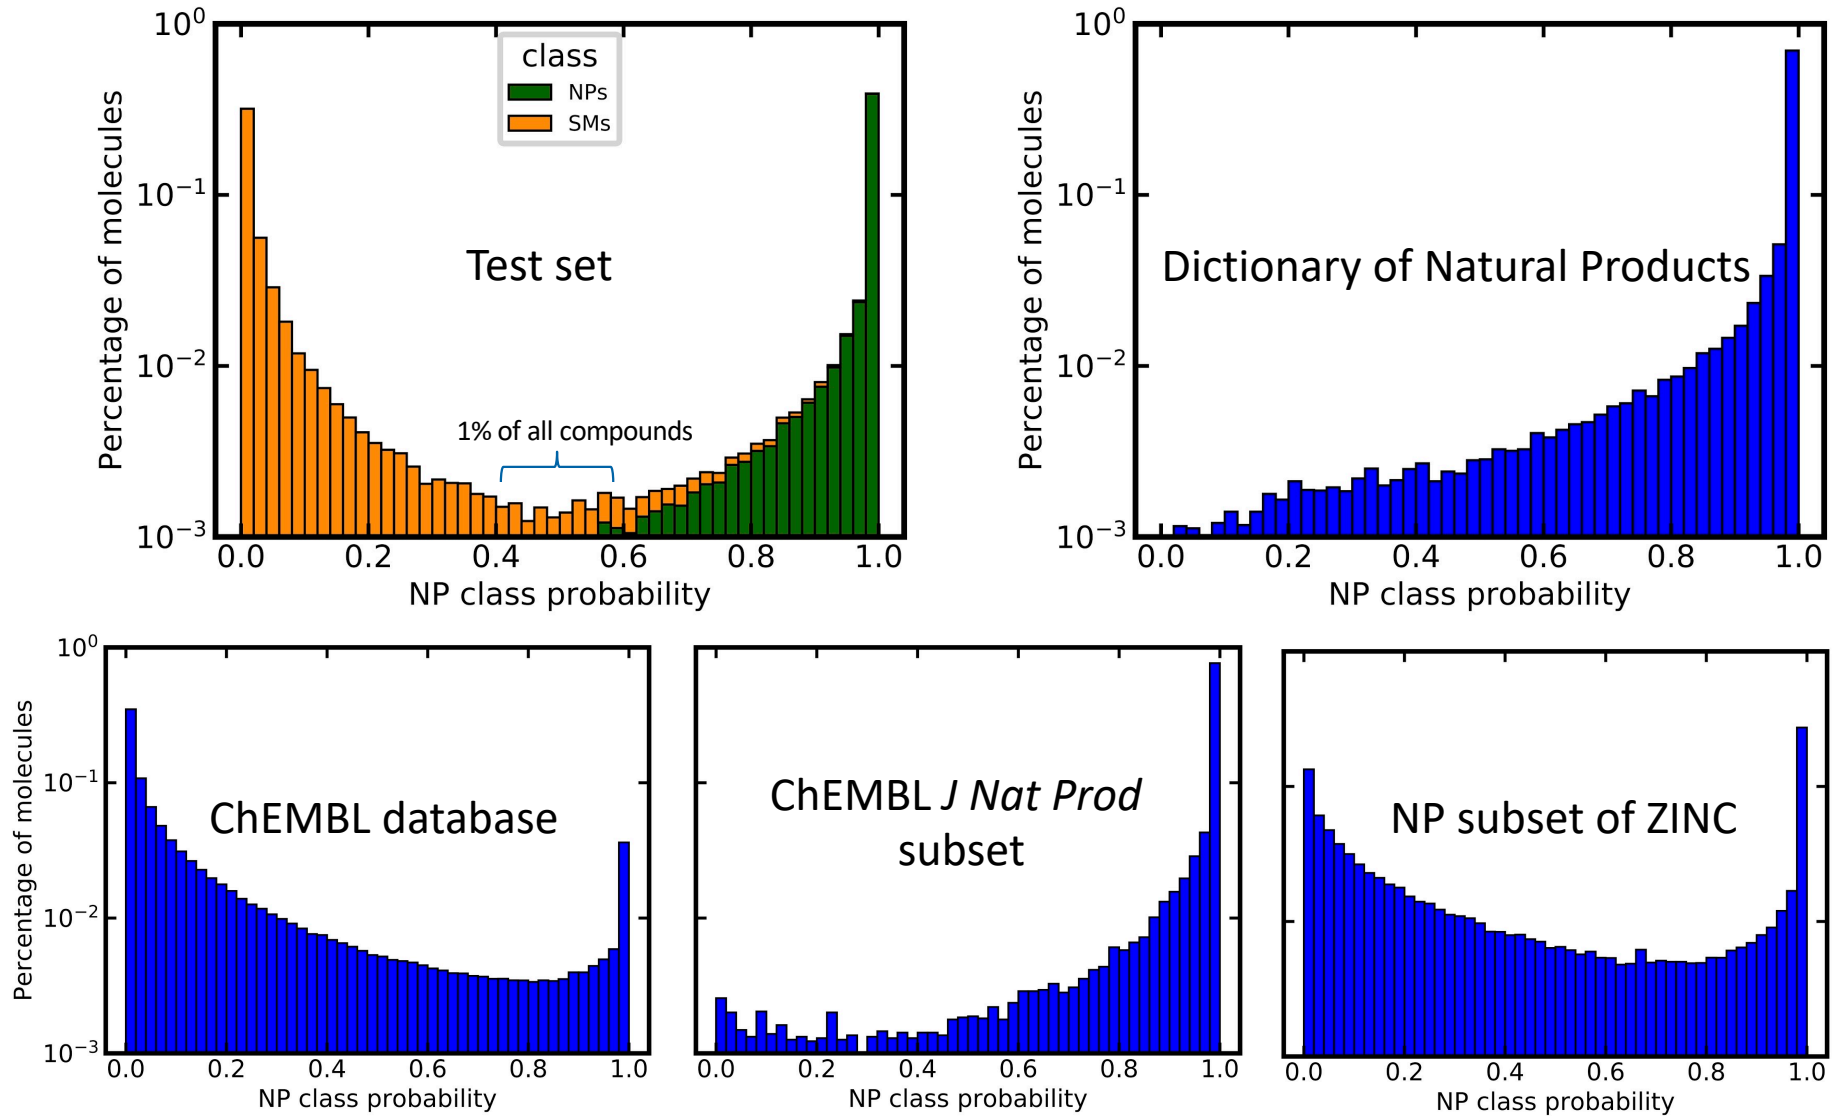 10⁰
10⁻¹
10⁻²
10⁻³
Percentage of molecules
class
NPs
SMs
Test set
1% of all compounds
0.0 0.2 0.4 0.6 0.8 1.0
NP class probability
10⁰
10⁻¹
10⁻²
10⁻³
Percentage of molecules
Dictionary of Natural Products
0.0 0.2 0.4 0.6 0.8 1.0
NP class probability
10⁰
10⁻¹
10⁻²
10⁻³
Percentage of molecules
ChEMBL database
0.0 0.2 0.4 0.6 0.8 1.0
NP class probability
ChEMBL J Nat Prod
subset
0.0 0.2 0.4 0.6 0.8 1.0
NP class probability
NP subset of ZINC
0.0 0.2 0.4 0.6 0.8 1.0
NP class probability